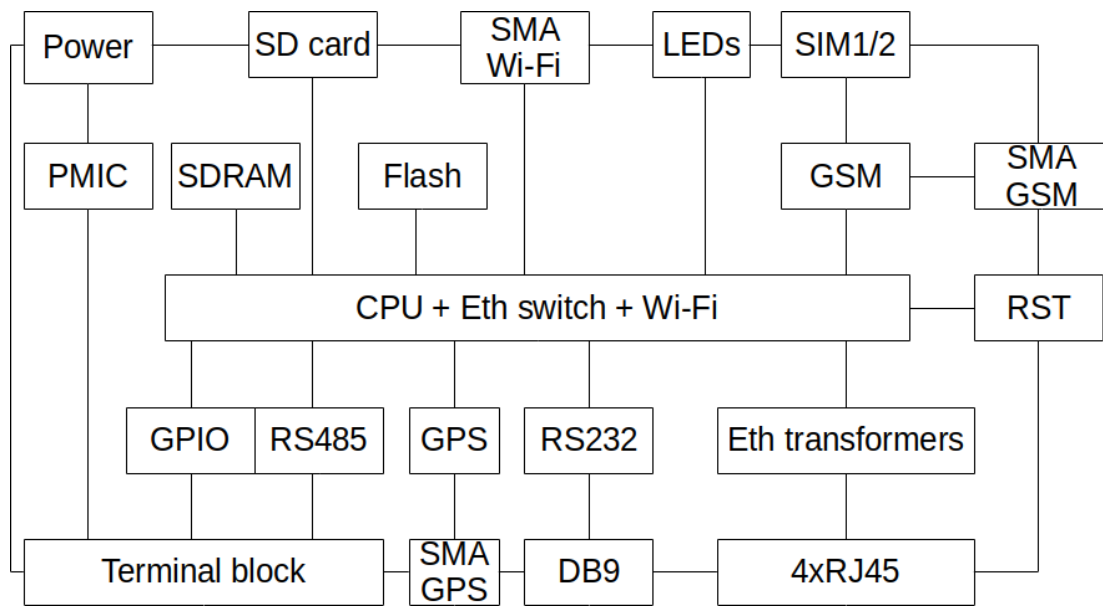 Power
SD card
SMA
Wi-Fi
LEDs
SIM1/2
PMIC
SDRAM
Flash
GSM
SMA
GSM
CPU + Eth switch + Wi-Fi
RST
GPIO
RS485
GPS
RS232
Eth transformers
Terminal block
SMA
GPS
DB9
4xRJ45